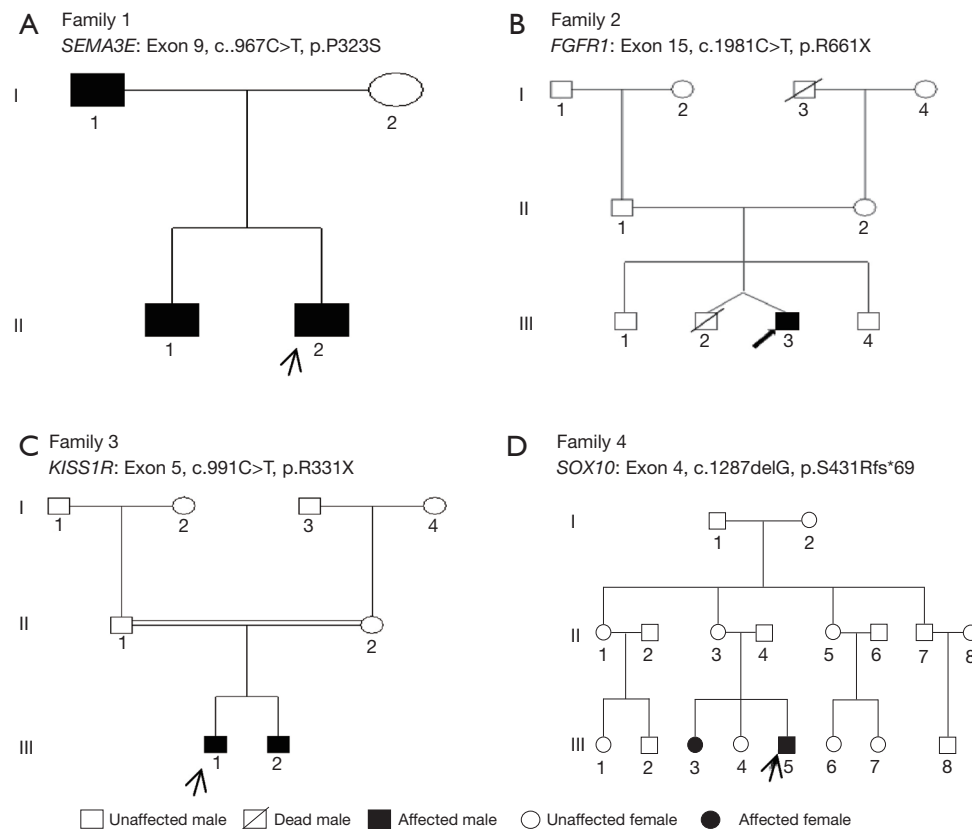 A Family 1
SEMA3E: Exon 9, c..967C>T, p.P323S
I
1 2
II
1 2
B Family 2
FGFR1: Exon 15, c.1981C>T, p.R661X
I
1 2 3 4
II
1 2
III
1 2 3 4
C Family 3
KISS1R: Exon 5, c.991C>T, p.R331X
I
1 2 3 4
II
1 2
III
1 2
D Family 4
SOX10: Exon 4, c.1287delG, p.S431Rfs*69
I
1 2
II
1 2 3 4 5 6 7 8
III
1 2 3 4 5 6 7 8
Unaffected male Dead male Affected male Unaffected female Affected female